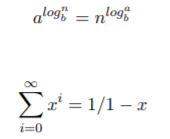 a^{log_b^n} = n^{log_b^a}
\sum_{i=0}^{\infty} x^i = 1/1 − x